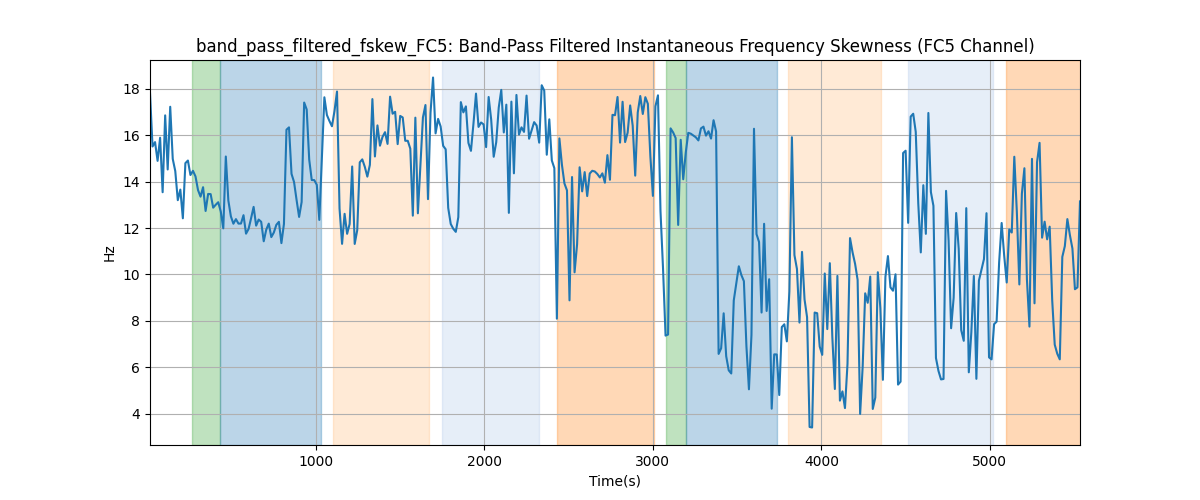 band_pass_filtered_fskew_FC5: Band-Pass Filtered Instantaneous Frequency Skewness (FC5 Channel)
18
16
14
12
10
8
6
4
Hz
1000 2000 3000 4000 5000
Time(s)